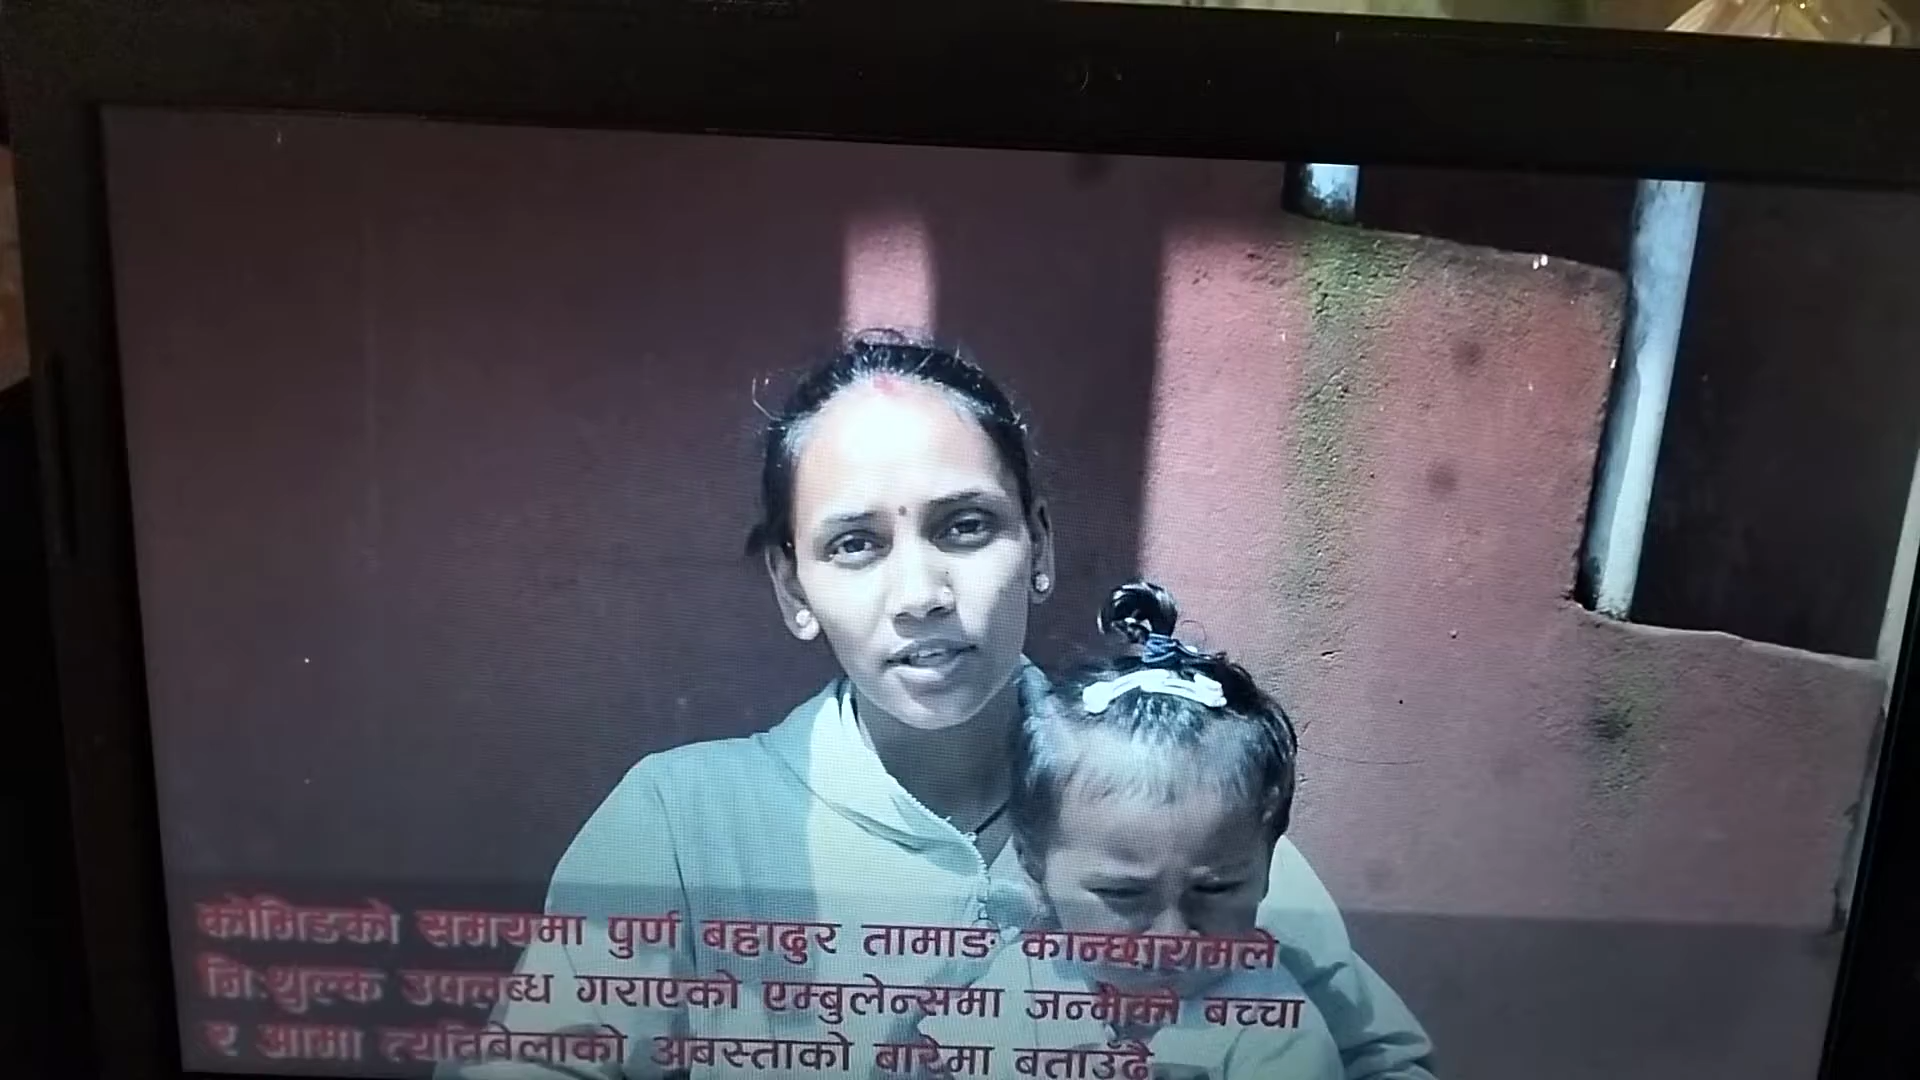 कोभिडको समयमा पुर्ण बहादुर तामाङ कान्छारामले
नि:शुल्क उपलब्ध गराएको एम्बुलेन्समा जन्मेको बच्चा
र आमा त्यतिबेलाको अबस्ताको बारेमा बताउँदै